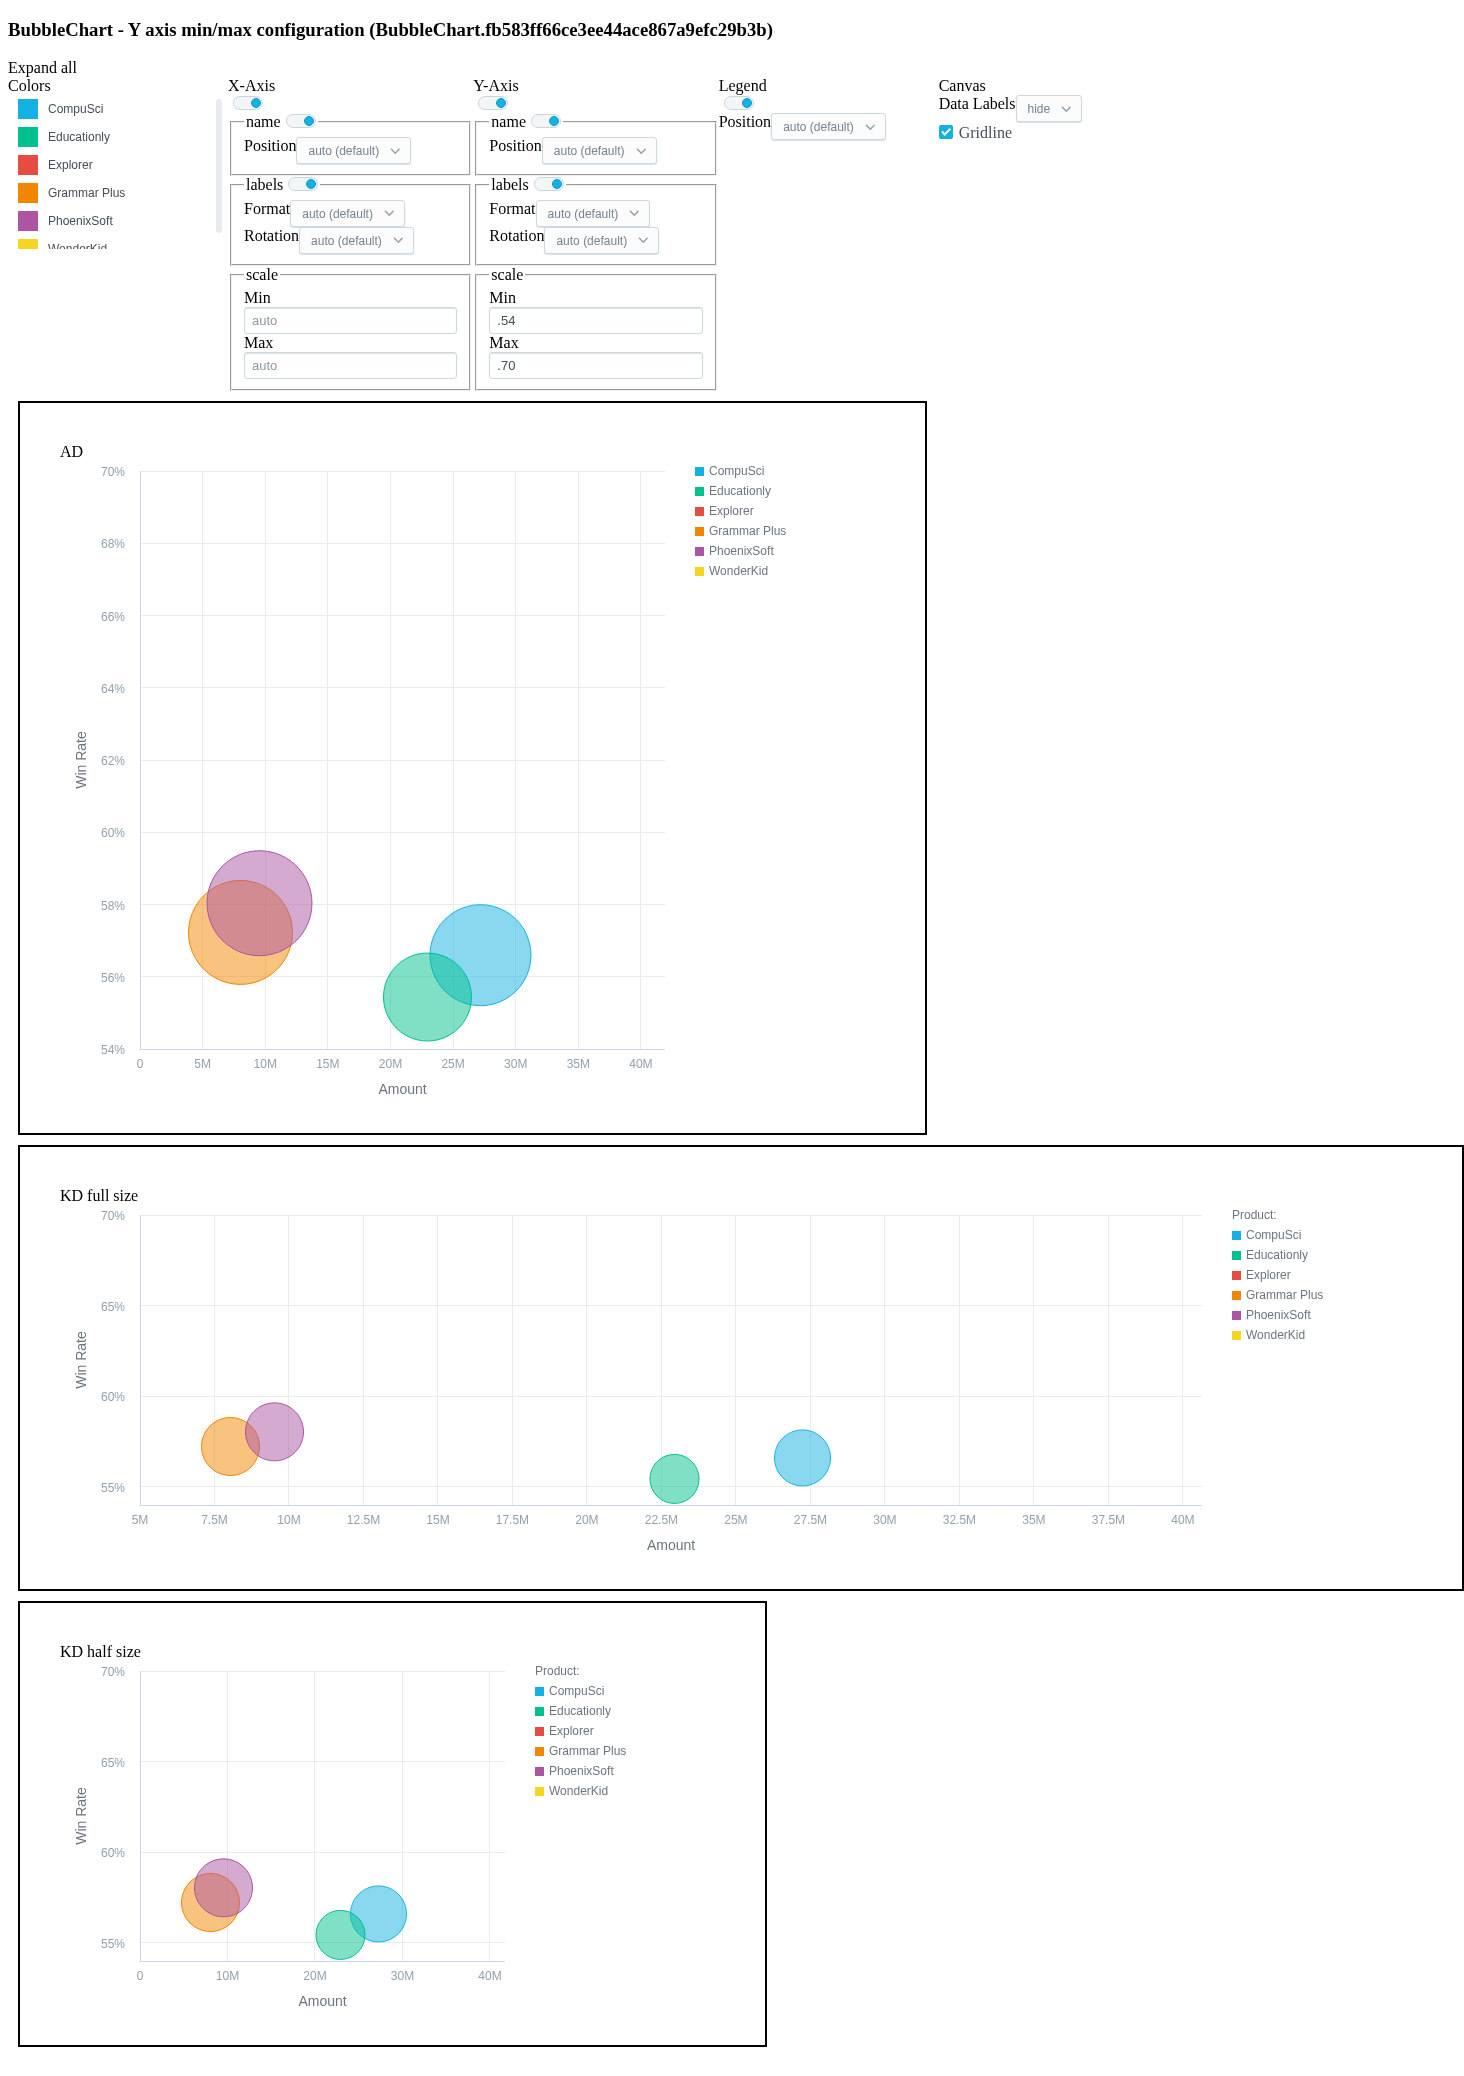 BubbleChart - Y axis min/max configuration (BubbleChart.fb583ff66ce3ee44ace867a9efc29b3b)
Expand all
Colors
CompuSci
Educationly
Explorer
Grammar Plus
PhoenixSoft
WonderKid
X-Axis
name
Position auto (default)
labels
Format auto (default)
Rotation auto (default)
scale
Min
auto
Max
auto
Y-Axis
name
Position auto (default)
labels
Format auto (default)
Rotation auto (default)
scale
Min
.54
Max
.70
Legend
Position auto (default)
Canvas
Data Labels hide
Gridline
AD
70%
68%
66%
64%
62%
60%
58%
56%
54%
Win Rate
0 5M 10M 15M 20M 25M 30M 35M 40M
Amount
CompuSci
Educationly
Explorer
Grammar Plus
PhoenixSoft
WonderKid
KD full size
70%
65%
60%
55%
Win Rate
5M 7.5M 10M 12.5M 15M 17.5M 20M 22.5M 25M 27.5M 30M 32.5M 35M 37.5M 40M
Amount
Product:
CompuSci
Educationly
Explorer
Grammar Plus
PhoenixSoft
WonderKid
KD half size
70%
65%
60%
55%
Win Rate
0 10M 20M 30M 40M
Amount
Product:
CompuSci
Educationly
Explorer
Grammar Plus
PhoenixSoft
WonderKid